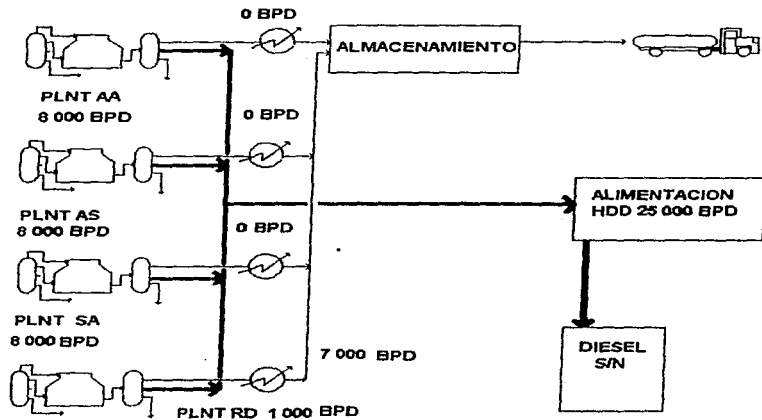 0 BPD
ALMACENAMIENTO
PLNT AA
8 000 BPD
0 BPD
PLNT AS
8 000 BPD
ALIMENTACION
HDD 25 000 BPD
0 BPD
PLNT SA
8 000 BPD
7 000 BPD
DIESEL
S/N
PLNT RD 1 000 BPD